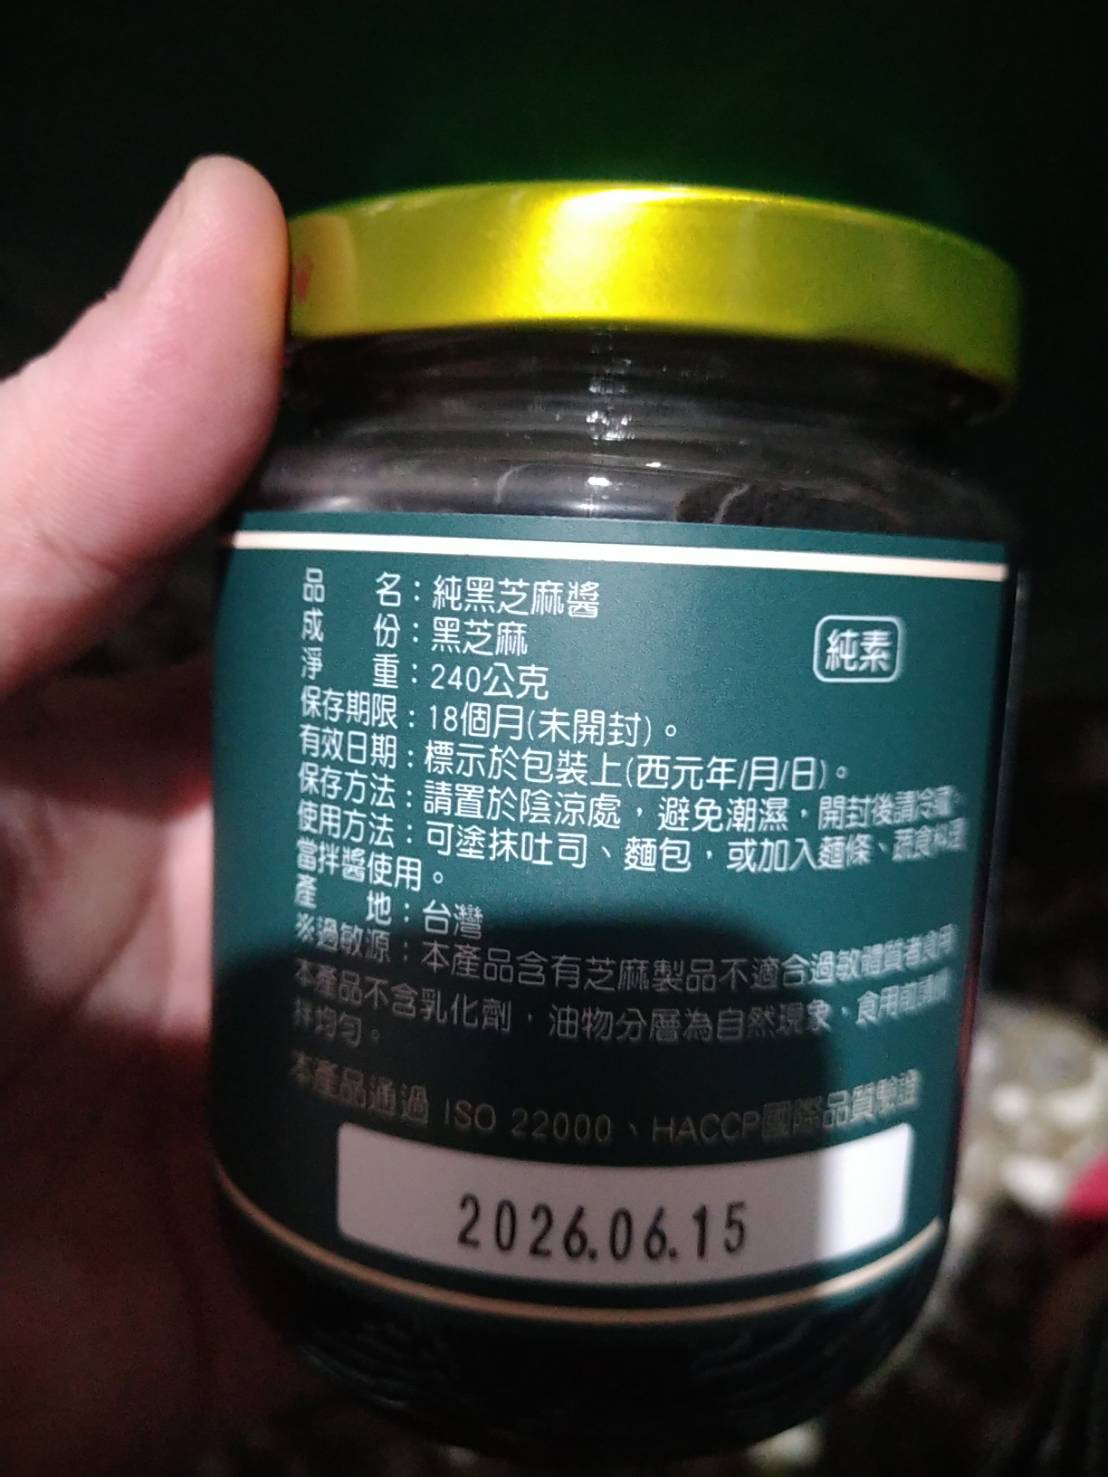 品　　名：純黑芝麻醬
成　　份：黑芝麻
純素
淨　　重：240公克
保存期限：18個月(未開封)。
有效日期：標示於包裝上(西元年/月/日)。
保存方法：請置於陰涼處，避免潮濕，開封後請冷藏。
使用方法：可塗抹吐司、麵包，或加入麵條、蔬食料理
當拌醬使用。
產　　地：台灣
※過敏源：本產品含有芝麻製品不適合過敏體質者食用
本產品不含乳化劑，油物分層為自然現象，食用前請
拌均勻。
本產品通過 ISO 22000、HACCP國際品質驗證
2026.06.15